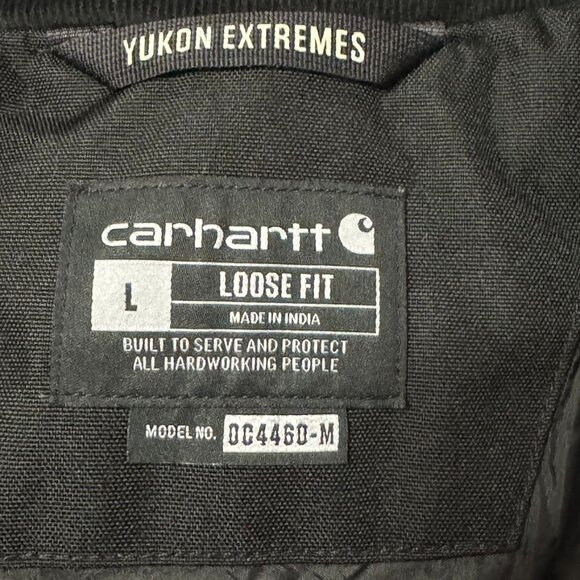 YUKON EXTREMES
carhartt
L
LOOSE FIT
MADE IN INDIA
BUILT TO SERVE AND PROTECT
ALL HARDWORKING PEOPLE
MODEL NO. OC4460-M